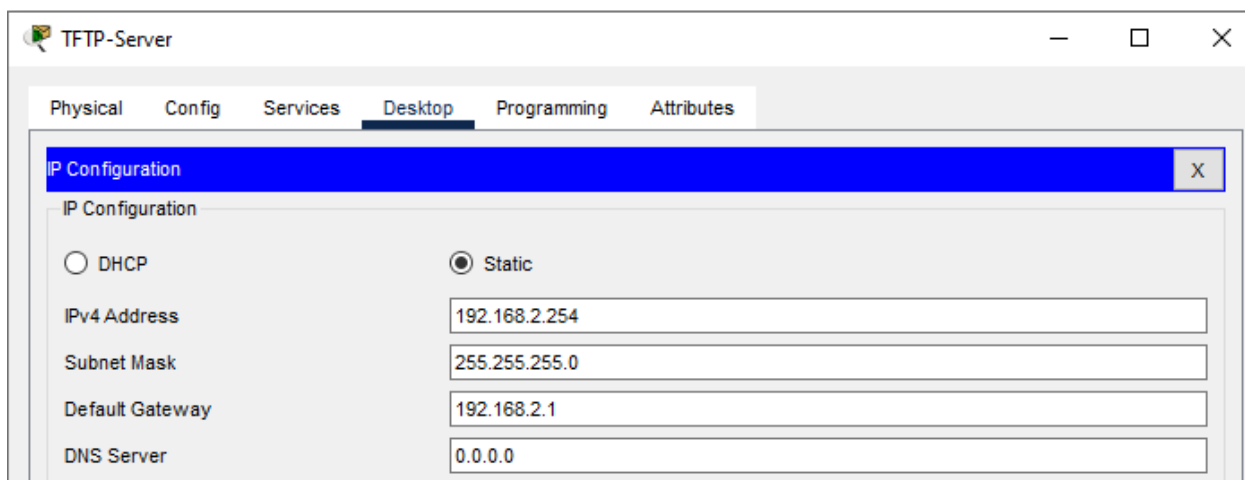 TFTP-Server
Physical Config Services Desktop Programming Attributes
IP Configuration X
IP Configuration
DHCP Static
IPv4 Address 192.168.2.254
Subnet Mask 255.255.255.0
Default Gateway 192.168.2.1
DNS Server 0.0.0.0